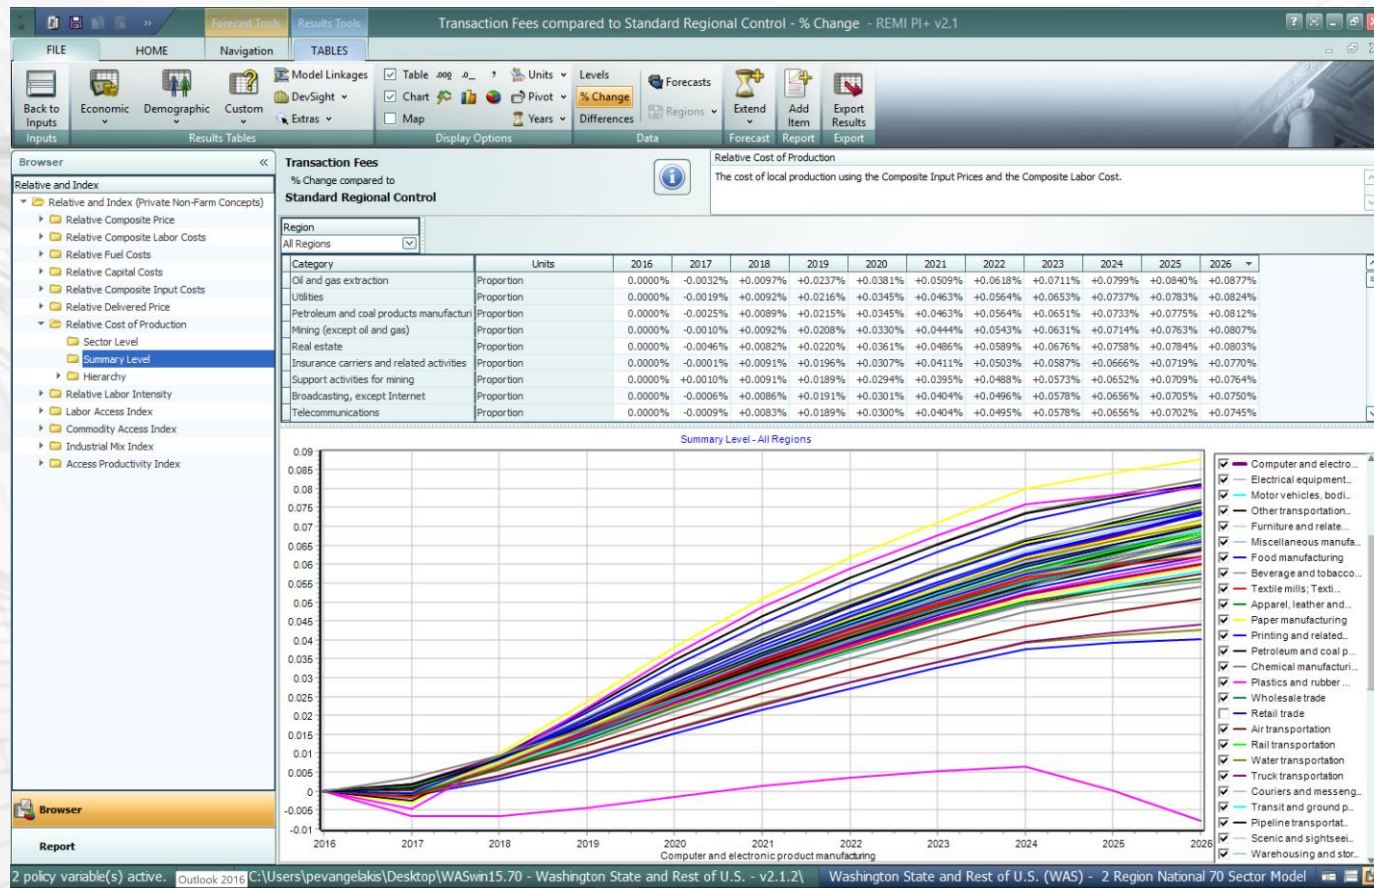 Forecast Tools Results Tools Transaction Fees compared to Standard Regional Control - % Change - REMI PI+ v2.1
FILE HOME Navigation TABLES
Back to Inputs
Economic Demographic Custom
Model Linkages
DevSight
Extras
Table .000 .0_ , Units
Chart Pivot
Map Years
Levels
% Change
Differences
Forecasts
Regions
Extend
Add Item
Export Results
Inputs Results Tables Display Options Data Forecast Report Export
Browser «
Relative and Index
Relative and Index (Private Non-Farm Concepts)
Relative Composite Price
Relative Composite Labor Costs
Relative Fuel Costs
Relative Capital Costs
Relative Composite Input Costs
Relative Delivered Price
Relative Cost of Production
Sector Level
Summary Level
Hierarchy
Relative Labor Intensity
Labor Access Index
Commodity Access Index
Industrial Mix Index
Access Productivity Index
Browser
Report
Transaction Fees
% Change compared to
Standard Regional Control
Relative Cost of Production
The cost of local production using the Composite Input Prices and the Composite Labor Cost.
Region
All Regions
Category Units 2016 2017 2018 2019 2020 2021 2022 2023 2024 2025 2026
Oil and gas extraction Proportion 0.0000% -0.0032% +0.0097% +0.0237% +0.0381% +0.0509% +0.0618% +0.0711% +0.0799% +0.0840% +0.0877%
Utilities Proportion 0.0000% -0.0019% +0.0092% +0.0216% +0.0345% +0.0463% +0.0564% +0.0653% +0.0737% +0.0783% +0.0824%
Petroleum and coal products manufacturi Proportion 0.0000% -0.0025% +0.0089% +0.0215% +0.0345% +0.0463% +0.0564% +0.0651% +0.0733% +0.0775% +0.0812%
Mining (except oil and gas) Proportion 0.0000% -0.0010% +0.0092% +0.0208% +0.0330% +0.0444% +0.0543% +0.0631% +0.0714% +0.0763% +0.0807%
Real estate Proportion 0.0000% -0.0046% +0.0082% +0.0220% +0.0361% +0.0486% +0.0589% +0.0676% +0.0758% +0.0784% +0.0803%
Insurance carriers and related activities Proportion 0.0000% -0.0001% +0.0091% +0.0196% +0.0307% +0.0411% +0.0503% +0.0587% +0.0666% +0.0719% +0.0770%
Support activities for mining Proportion 0.0000% +0.0010% +0.0091% +0.0189% +0.0294% +0.0395% +0.0488% +0.0573% +0.0652% +0.0709% +0.0764%
Broadcasting, except Internet Proportion 0.0000% -0.0006% +0.0086% +0.0191% +0.0301% +0.0404% +0.0496% +0.0578% +0.0656% +0.0705% +0.0750%
Telecommunications Proportion 0.0000% -0.0009% +0.0083% +0.0189% +0.0300% +0.0404% +0.0495% +0.0578% +0.0656% +0.0702% +0.0745%
Summary Level - All Regions
0.09
0.085
0.08
0.075
0.07
0.065
0.06
0.055
0.05
0.045
0.04
0.035
0.03
0.025
0.02
0.015
0.01
0.005
0
-0.005
-0.01
2016 2017 2018 2019 2020 2021 2022 2023 2024 2025 2026
Computer and electronic product manufacturing
Computer and electro...
Electrical equipment...
Motor vehicles, bodi...
Other transportation...
Furniture and relate...
Miscellaneous manufa...
Food manufacturing
Beverage and tobacco...
Textile mills; Texti...
Apparel, leather and...
Paper manufacturing
Printing and related...
Petroleum and coal p...
Chemical manufacturi...
Plastics and rubber ...
Wholesale trade
Retail trade
Air transportation
Rail transportation
Water transportation
Truck transportation
Couriers and messeng...
Transit and ground p...
Pipeline transportat...
Scenic and sightseei...
Warehousing and stor...
2 policy variable(s) active. Outlook 2016 C:\Users\pevangelakis\Desktop\WASwin15.70 - Washington State and Rest of U.S. - v2.1.2\ Washington State and Rest of U.S. (WAS) - 2 Region National 70 Sector Model